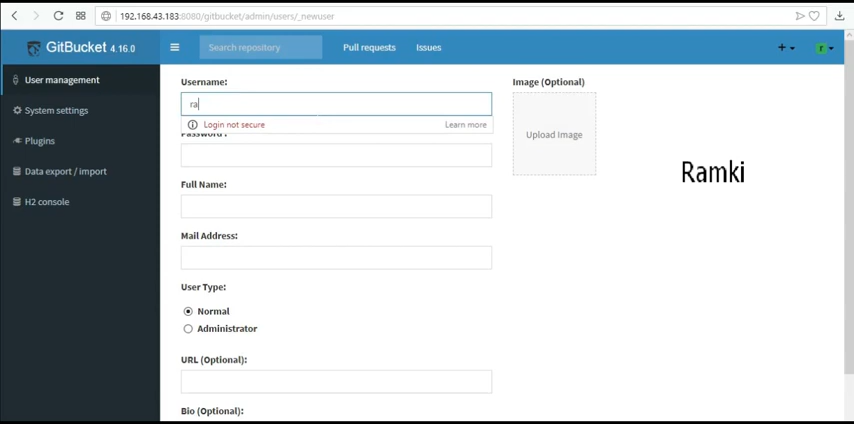 192.168.43.183:8080/gitbucket/admin/users/_newuser
GitBucket 4.16.0
Search repository
Pull requests
Issues
+
r
User management
System settings
Plugins
Data export / import
H2 console
Username:
ra
Login not secure
Learn more
Password :
Full Name:
Mail Address:
User Type:
Normal
Administrator
URL (Optional):
Bio (Optional):
Image (Optional)
Upload Image
Ramki